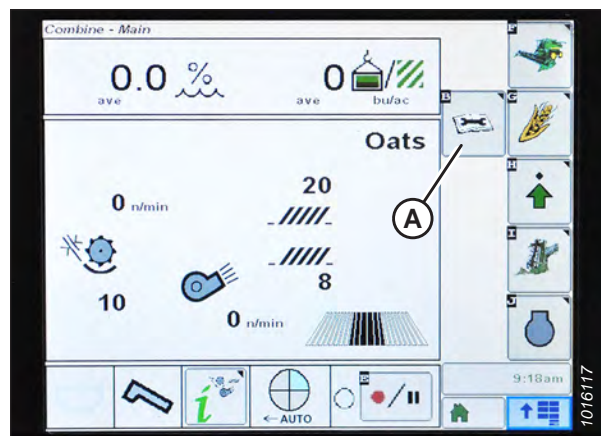 Combine - Main
0.0 %
ave
0 /
ave bu/ac
Oats
0 n/min
20
8
10
0 n/min
A
F
B
G
H
I
J
i
←AUTO
E
/ II
9:18am
1016117